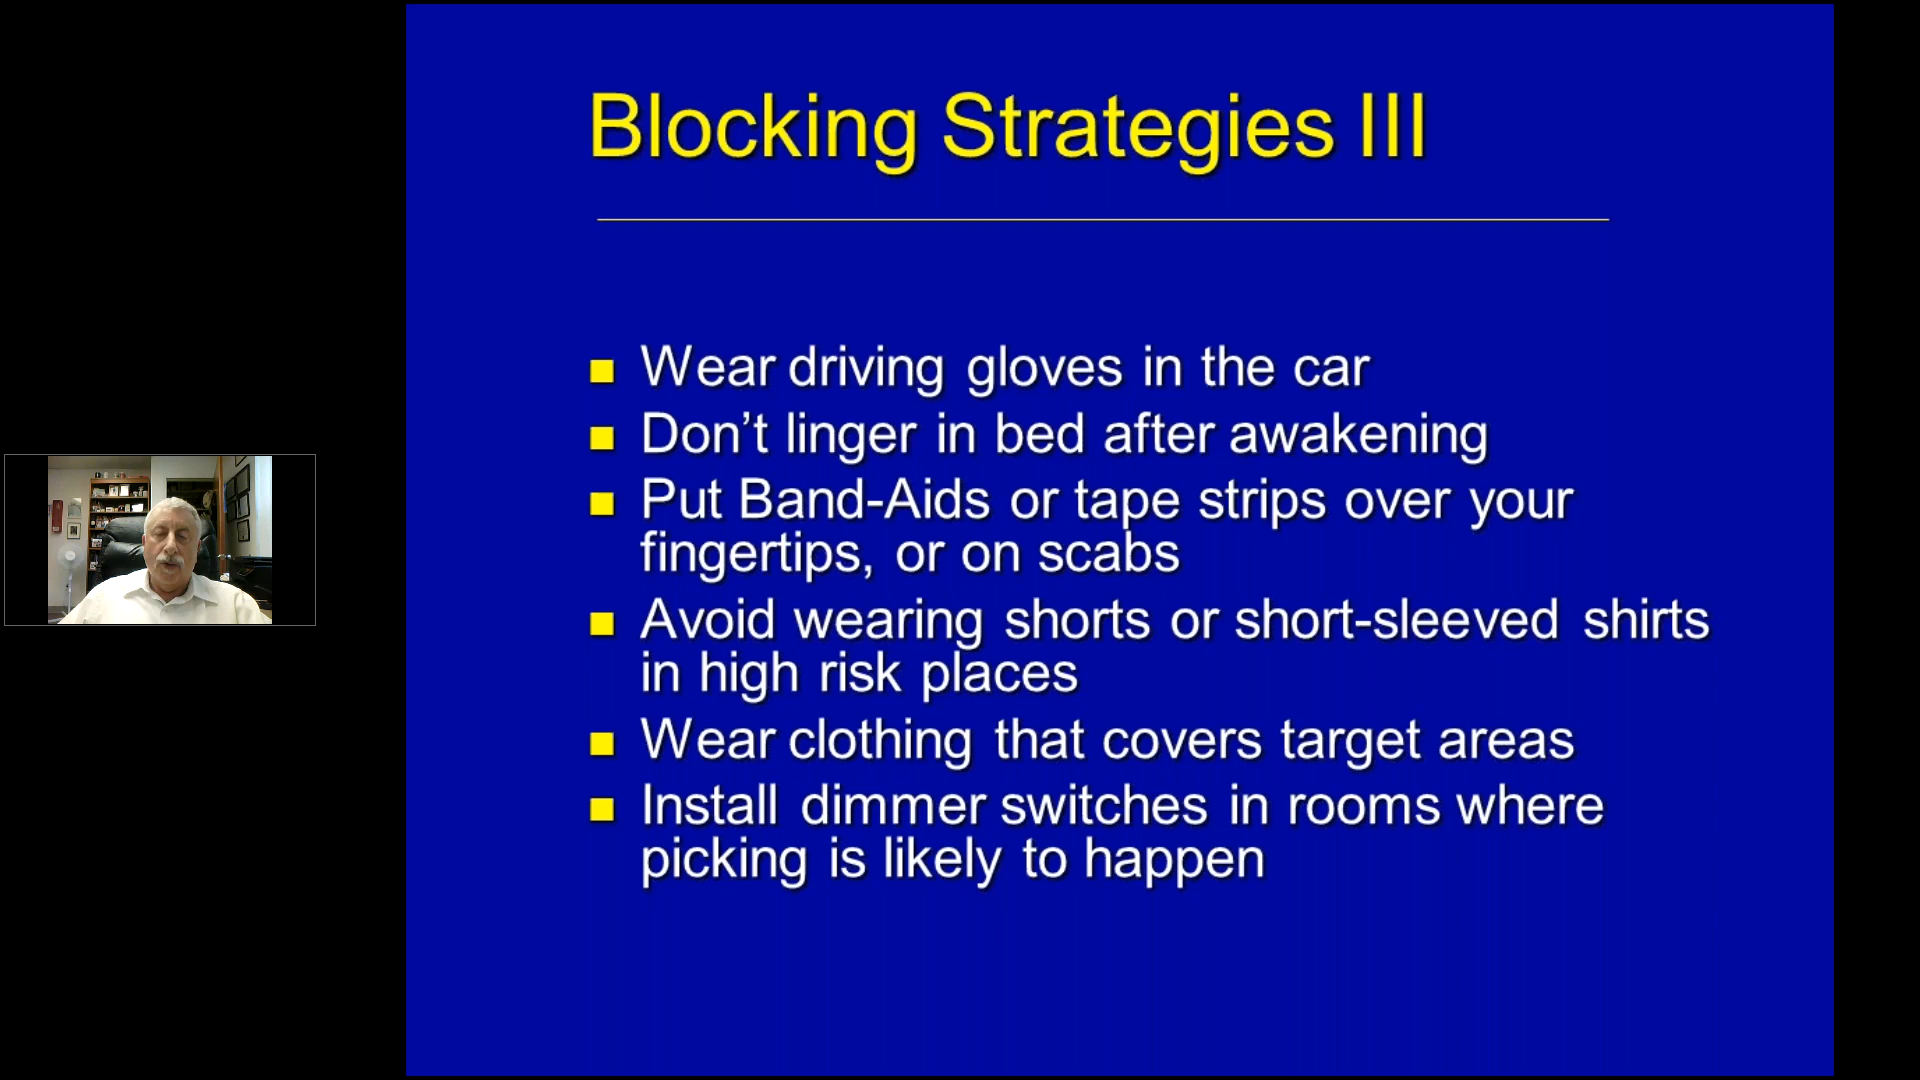 Blocking Strategies III
Wear driving gloves in the car
Don’t linger in bed after awakening
Put Band-Aids or tape strips over your
fingertips, or on scabs
Avoid wearing shorts or short-sleeved shirts
in high risk places
Wear clothing that covers target areas
Install dimmer switches in rooms where
picking is likely to happen